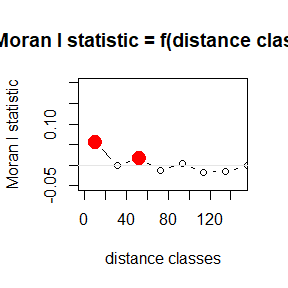 Moran I statistic = f(distance clas
Moran I statistic
0.10
-0.05
0 40 80 120
distance classes